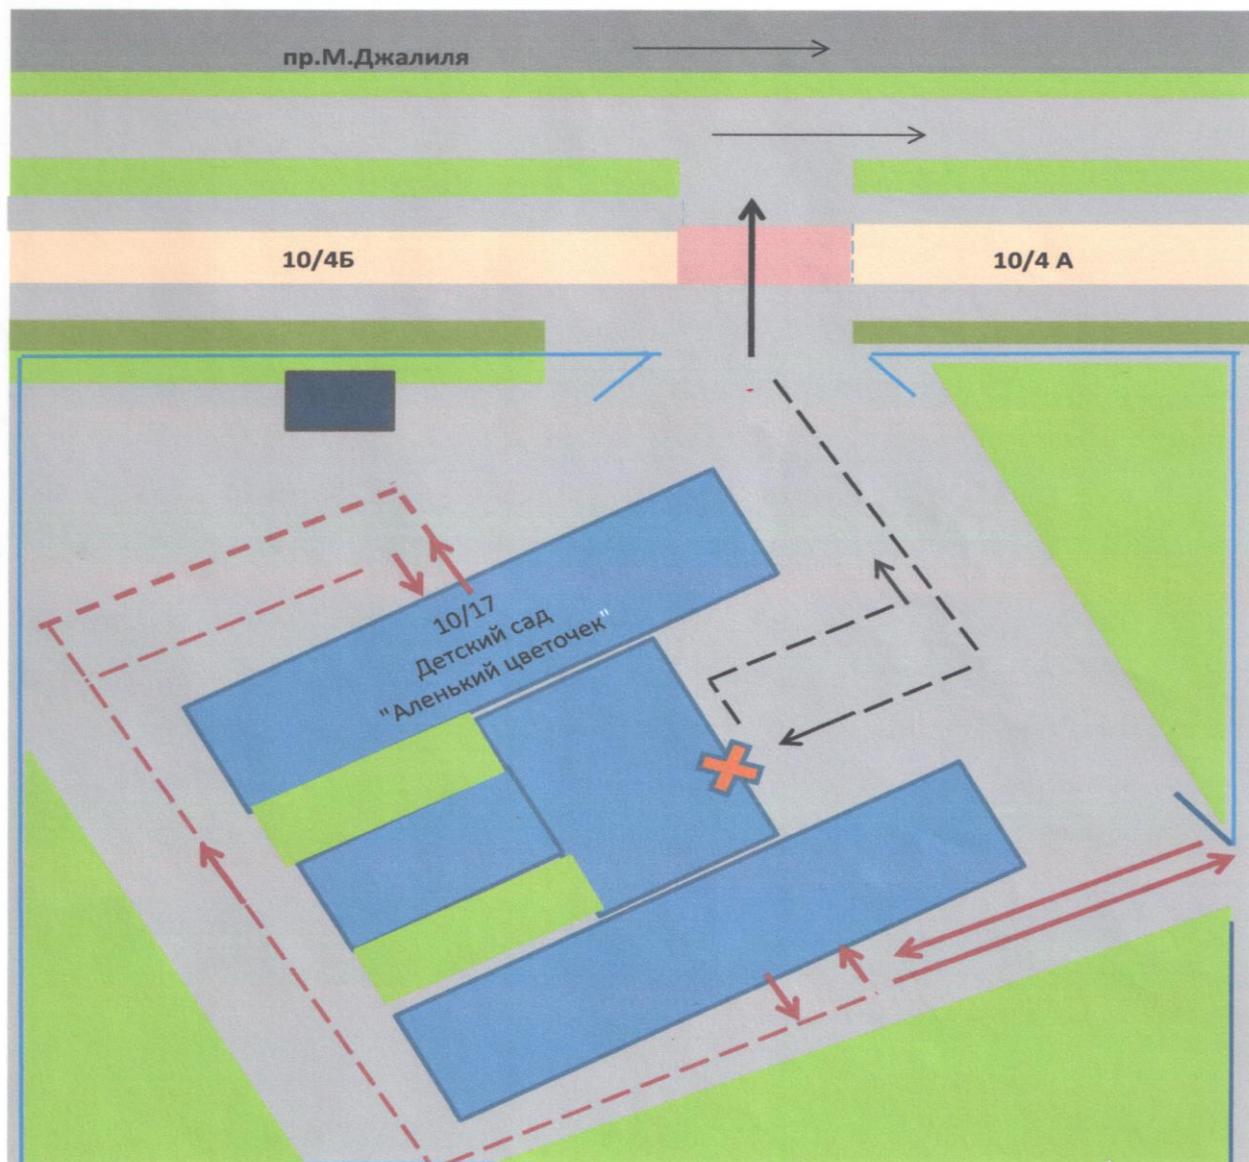 пр.М.Джалиля
10/4Б
10/4 А
10/17
Детский сад
"Аленький цветочек"